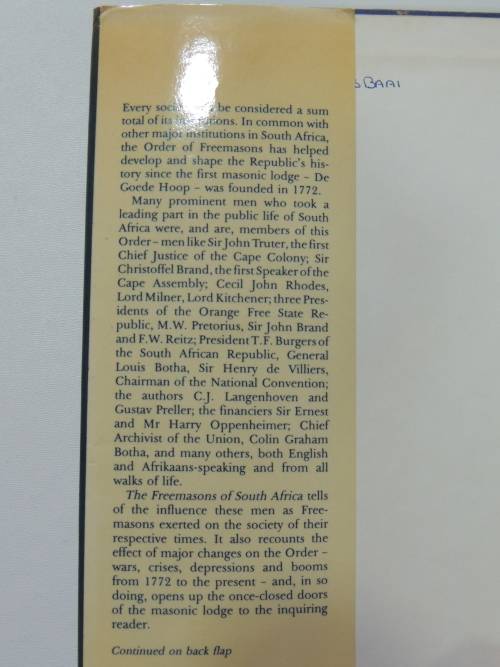 Every be considered a sum
total of its In common with
other major institutions in South Africa,
the Order of Freemasons has helped
develop and shape the Republic's his-
tory since the first masonic lodge – De
Goede Hoop – was founded in 1772.
Many prominent men who took a
leading part in the public life of South
Africa were, and are, members of this
Order – men like Sir John Truter, the first
Chief Justice of the Cape Colony; Sir
Christoffel Brand, the first Speaker of the
Cape Assembly; Cecil John Rhodes,
Lord Milner, Lord Kitchener; three Pres-
idents of the Orange Free State Re-
public, M.W. Pretorius, Sir John Brand
and F.W. Reitz; President T.F. Burgers of
the South African Republic, General
Louis Botha, Sir Henry de Villiers,
Chairman of the National Convention;
the authors C.J. Langenhoven and
Gustav Preller; the financiers Sir Ernest
and Mr Harry Oppenheimer; Chief
Archivist of the Union, Colin Graham
Botha, and many others, both English
and Afrikaans-speaking and from all
walks of life.
The Freemasons of South Africa tells
of the influence these men as Free-
masons exerted on the society of their
respective times. It also recounts the
effect of major changes on the Order –
wars, crises, depressions and booms
from 1772 to the present – and, in so
doing, opens up the once-closed doors
of the masonic lodge to the inquiring
reader.
Continued on back flap